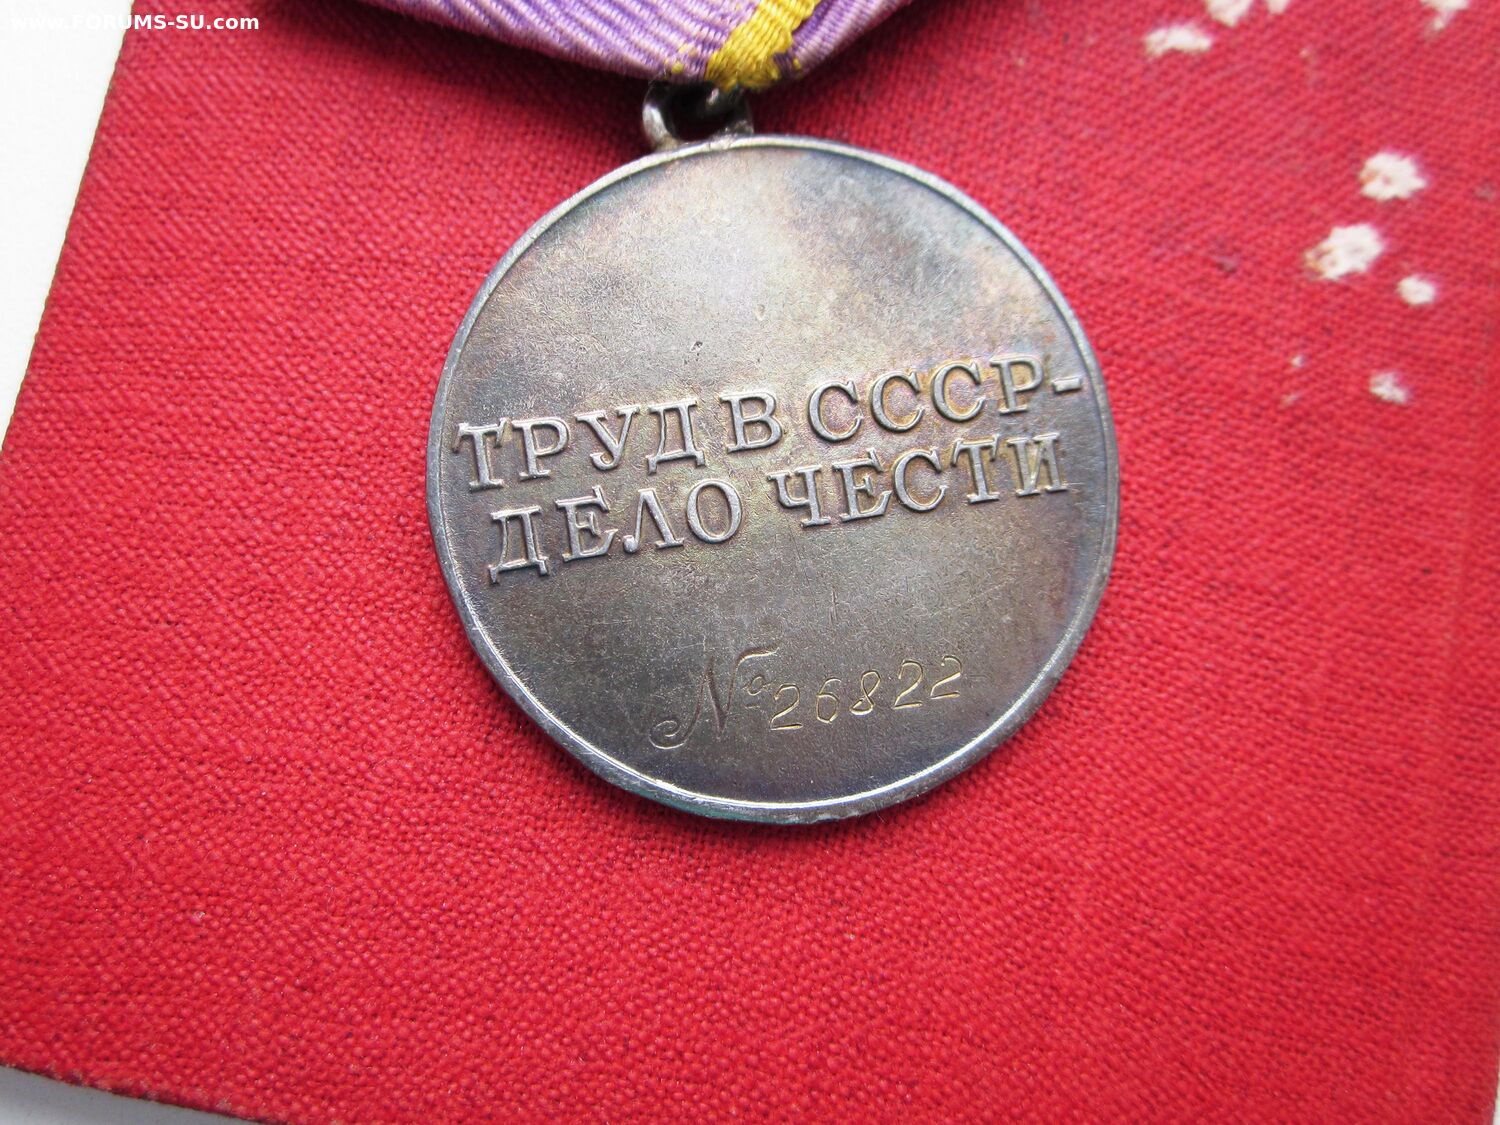 www.FORUMS-SU.com
ТРУД В СССР-
ДЕЛО ЧЕСТИ
№ 26822